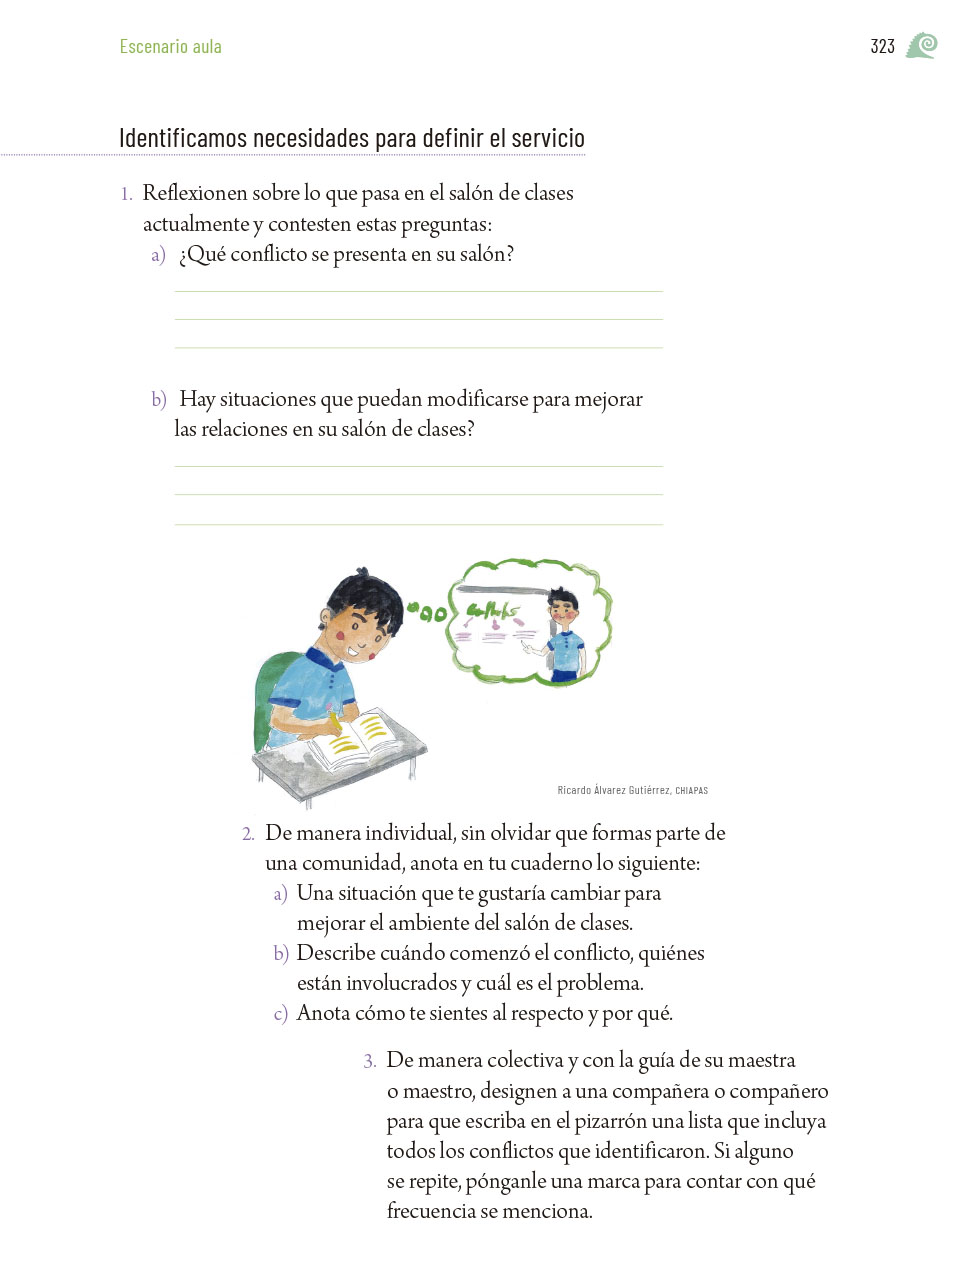 Escenario aula
323
Identificamos necesidades para definir el servicio
1. Reflexionen sobre lo que pasa en el salón de clases
actualmente y contesten estas preguntas:
a) ¿Qué conflicto se presenta en su salón?
b) Hay situaciones que puedan modificarse para mejorar
las relaciones en su salón de clases?
Ricardo Álvarez Gutiérrez, CHIAPAS
2. De manera individual, sin olvidar que formas parte de
una comunidad, anota en tu cuaderno lo siguiente:
a) Una situación que te gustaría cambiar para
mejorar el ambiente del salón de clases.
b) Describe cuándo comenzó el conflicto, quiénes
están involucrados y cuál es el problema.
c) Anota cómo te sientes al respecto y por qué.
3. De manera colectiva y con la guía de su maestra
o maestro, designen a una compañera o compañero
para que escriba en el pizarrón una lista que incluya
todos los conflictos que identificaron. Si alguno
se repite, pónganle una marca para contar con qué
frecuencia se menciona.